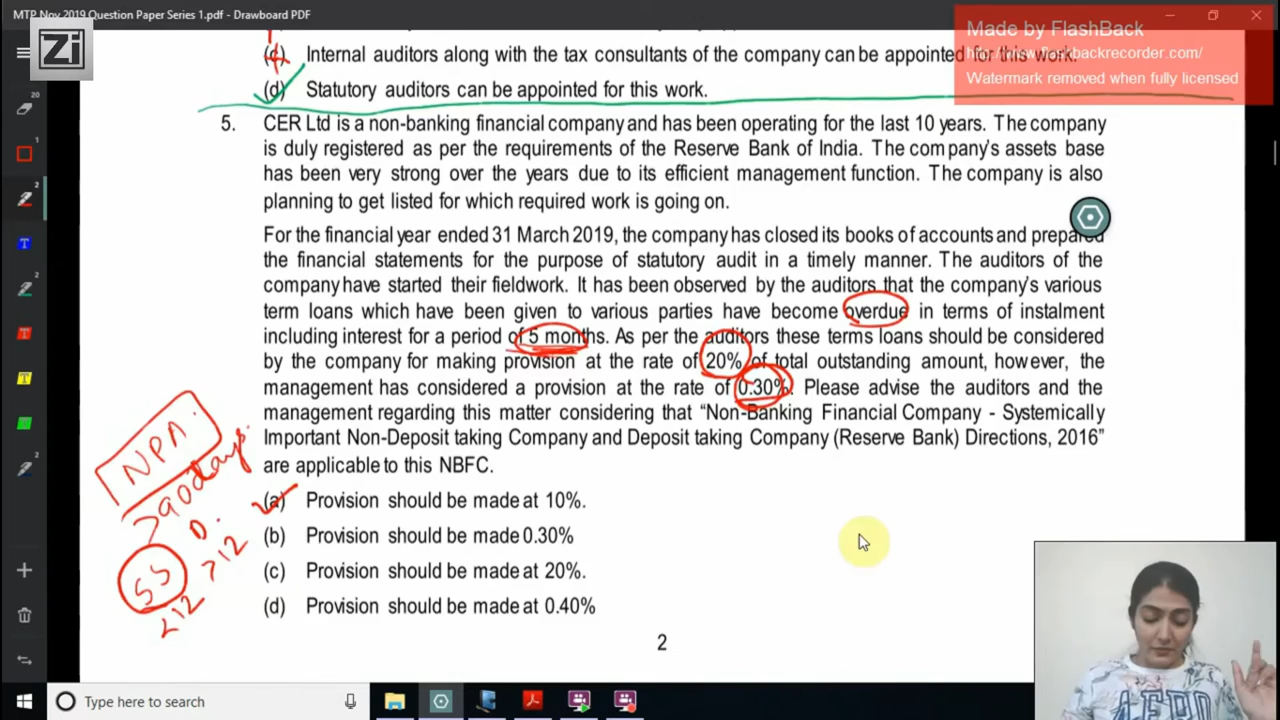 MTP Nov 2019 Question Paper Series 1.pdf - Drawboard PDF
Zi
Made by FlashBack
http://www.flashbackrecorder.com/
Watermark removed when fully licensed
(c) Internal auditors along with the tax consultants of the company can be appointed for this work.
(d) Statutory auditors can be appointed for this work.
5. CER Ltd is a non-banking financial company and has been operating for the last 10 years. The company
is duly registered as per the requirements of the Reserve Bank of India. The company's assets base
has been very strong over the years due to its efficient management function. The company is also
planning to get listed for which required work is going on.
For the financial year ended 31 March 2019, the company has closed its books of accounts and prepared
the financial statements for the purpose of statutory audit in a timely manner. The auditors of the
company have started their fieldwork. It has been observed by the auditors that the company's various
term loans which have been given to various parties have become overdue in terms of instalment
including interest for a period of 5 months. As per the auditors these terms loans should be considered
by the company for making provision at the rate of 20% of total outstanding amount, however, the
management has considered a provision at the rate of 0.30%. Please advise the auditors and the
management regarding this matter considering that “Non-Banking Financial Company - Systemically
Important Non-Deposit taking Company and Deposit taking Company (Reserve Bank) Directions, 2016”
are applicable to this NBFC.
NPA
>90days.
D.
>12
SS
<12
(a) Provision should be made at 10%.
(b) Provision should be made 0.30%
(c) Provision should be made at 20%.
(d) Provision should be made at 0.40%
2
Type here to search